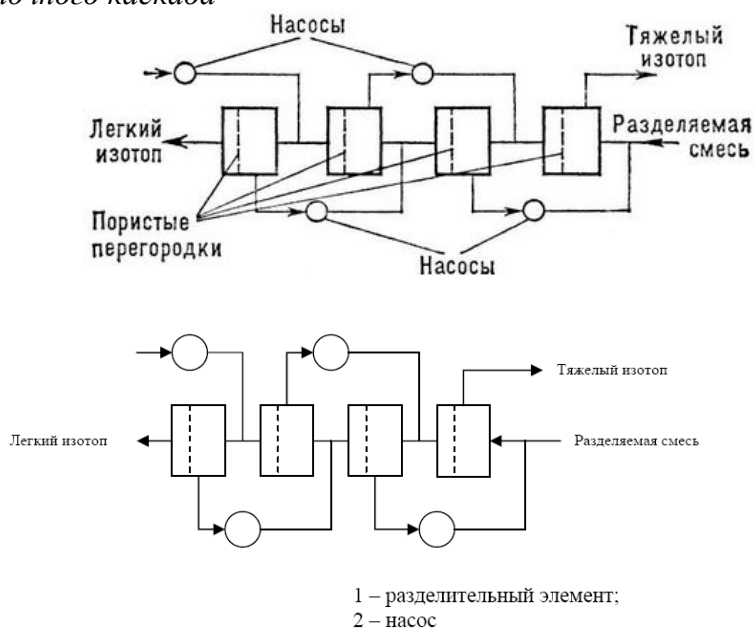 каскада
Насосы
Тяжелый
изотоп
Легкий
изотоп
Разделяемая
смесь
Пористые
перегородки
Насосы
Тяжелый изотоп
Легкий изотоп
Разделяемая смесь
1 – разделительный элемент;
2 – насос